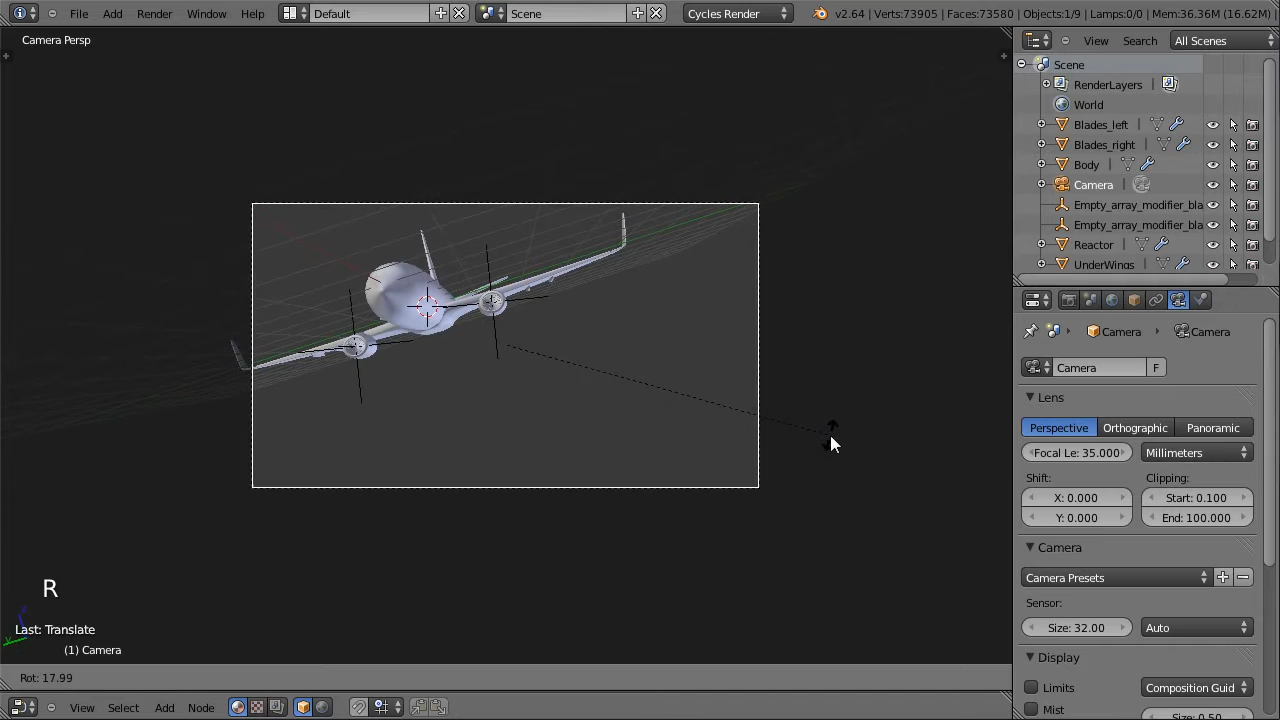 File Add Render Window Help Default Scene Cycles Render v2.64 | Verts:73905 | Faces:73580 | Objects:1/9 | Lamps:0/0 | Mem:36.36M (16.62M) |
Camera Persp
View Search All Scenes
Scene
RenderLayers |
World
Blades_left |
Blades_right |
Body |
Camera |
Empty_array_modifier_bla
Empty_array_modifier_bla
Reactor |
UnderWings |
Camera Camera
Camera F
Lens
Perspective Orthographic Panoramic
Focal Le: 35.000 Millimeters
Shift: Clipping:
X: 0.000 Start: 0.100
Y: 0.000 End: 100.000
Camera
Camera Presets
Sensor:
Size: 32.00 Auto
Display
Limits Composition Guid
Mist Size: 0.50
R
Last: Translate
(1) Camera
Rot: 17.99
View Select Add Node